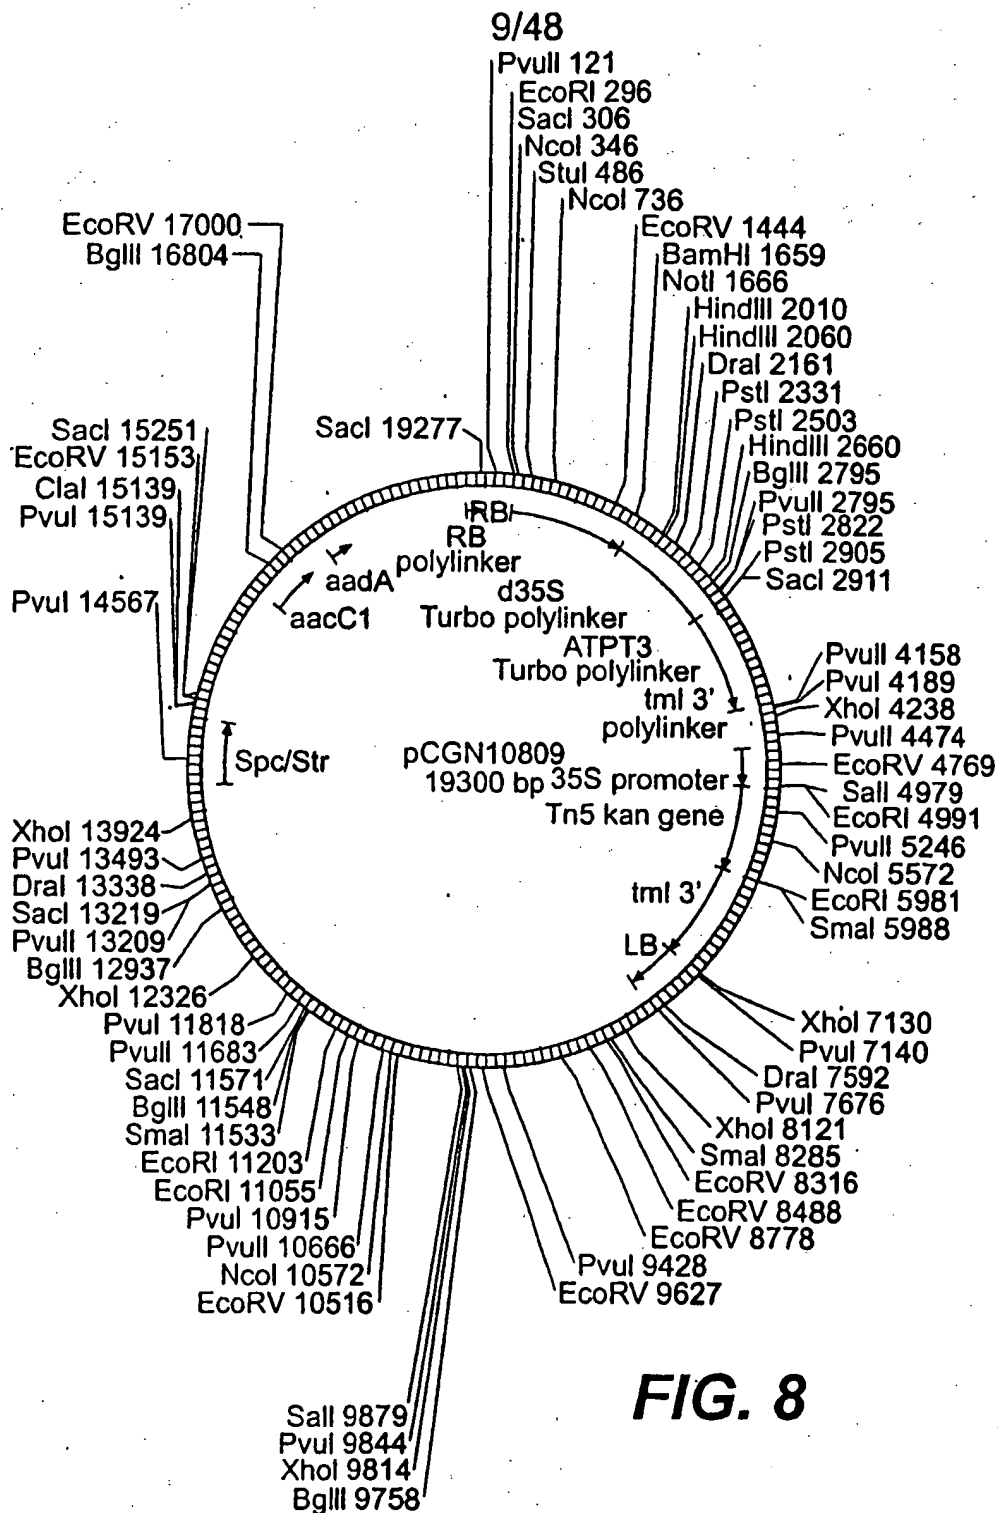 9/48
PvuII 121
EcoRI 296
SacI 306
NcoI 346
StuI 486
NcoI 736
EcoRV 1444
BamHI 1659
NotI 1666
HindIII 2010
HindIII 2060
DraI 2161
PstI 2331
PstI 2503
HindIII 2660
BglII 2795
PvuII 2795
PstI 2822
PstI 2905
SacI 2911
PvuII 4158
PvuI 4189
XhoI 4238
PvuII 4474
EcoRV 4769
SalI 4979
EcoRI 4991
PvuII 5246
NcoI 5572
EcoRI 5981
SmaI 5988
XhoI 7130
PvuI 7140
DraI 7592
PvuI 7676
XhoI 8121
SmaI 8285
EcoRV 8316
EcoRV 8488
EcoRV 8778
PvuI 9428
EcoRV 9627
SalI 9879
PvuI 9844
XhoI 9814
BglII 9758
EcoRV 10516
NcoI 10572
PvuII 10666
PvuI 10915
EcoRI 11055
EcoRI 11203
SmaI 11533
BglII 11548
SacI 11571
PvuII 11683
PvuI 11818
XhoI 12326
BglII 12937
PvuII 13209
SacI 13219
DraI 13338
PvuI 13493
XhoI 13924
PvuI 14567
PvuI 15139
ClaI 15139
EcoRV 15153
SacI 15251
BglII 16804
EcoRV 17000
SacI 19277
RB
RB
polylinker
d35S
Turbo polylinker
ATPT3
Turbo polylinker
tml 3'
polylinker
35S promoter
Tn5 kan gene
tml 3'
LB
aadA
aacC1
Spc/Str
pCGN10809
19300 bp
FIG. 8